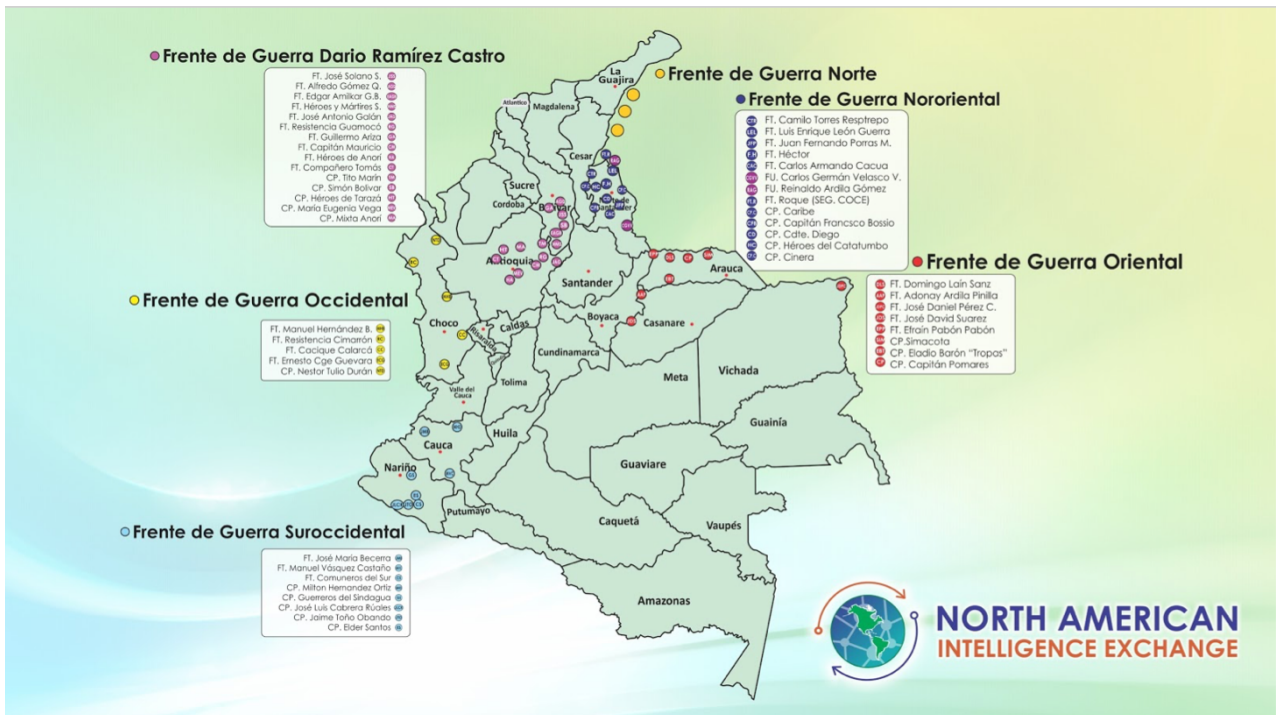 Frente de Guerra Dario Ramírez Castro
FT. José Solano S.
FT. Alfredo Gómez Q.
FT. Edgar Amilkar G.B.
FT. Héroes y Mártires S.
FT. José Antonio Galán
FT. Resistencia Guamocó
FT. Guillermo Ariza
FT. Capitán Mauricio
FT. Héroes de Anorí
FT. Compañero Tomás
CP. Tito Marín
CP. Simón Bolivar
CP. Héroes de Tarazá
CP. María Eugenia Vega
CP. Mixta Anorí
Frente de Guerra Norte
Frente de Guerra Nororiental
FT. Camilo Torres Resptrepo
FT. Luis Enrique León Guerra
FT. Juan Fernando Porras M.
FT. Héctor
FT. Carlos Armando Cacua
FU. Carlos Germán Velasco V.
FU. Reinaldo Ardila Gómez
FT. Roque (SEG. COCE)
CP. Caribe
CP. Capitán Francsco Bossio
CP. Cdte. Diego
CP. Héroes del Catatumbo
CP. Cinera
Frente de Guerra Oriental
FT. Domingo Laín Sanz
FT. Adonay Ardila Pinilla
FT. José Daniel Pérez C.
FT. José David Suarez
FT. Efraín Pabón Pabón
CP.Simacota
CP. Eladio Barón "Tropas"
CP. Capitán Pomares
Frente de Guerra Occidental
FT. Manuel Hernández B.
FT. Resistencia Cimarrón
FT. Cacique Calarcá
FT. Ernesto Cge Guevara
CP. Nestor Tulio Durán
Frente de Guerra Suroccidental
FT. José María Becerra
FT. Manuel Vásquez Castaño
FT. Comuneros del Sur
CP. Milton Hernandez Ortíz
CP. Guerreros del Sindagua
CP. José Luís Cabrera Rúales
CP. Jaime Toño Obando
CP. Elder Santos
La
Guajira
Atlantico
Magdalena
Cesar
Sucre
Cordoba
Antioquia
Santander
Arauca
Boyaca
Casanare
Choco
Risaralda
Caldas
Cundinamarca
Vichada
Meta
Tolima
Valle del
Cauca
Guainía
Huila
Cauca
Guaviare
Nariño
Putumayo
Caquetá
Vaupés
Amazonas
NORTH AMERICAN
INTELLIGENCE EXCHANGE